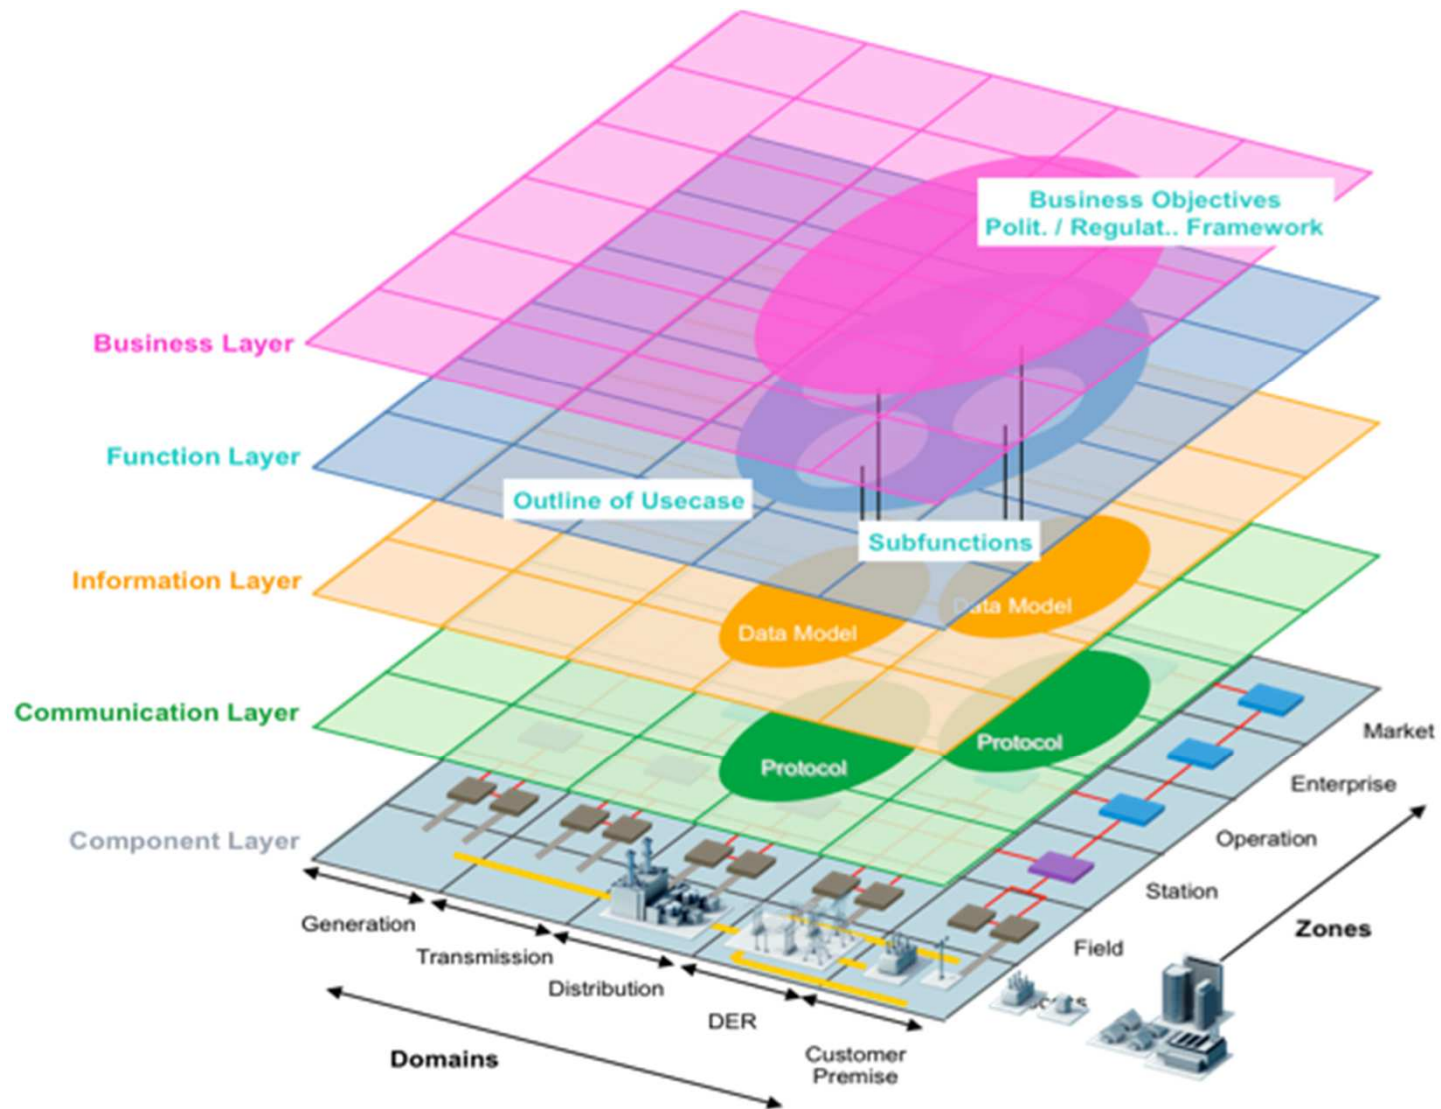 Business Objectives
Polit. / Regulat.. Framework
Business Layer
Function Layer
Outline of Usecase
Subfunctions
Information Layer
Data Model
Data Model
Communication Layer
Protocol
Protocol
Market
Enterprise
Operation
Component Layer
Station
Generation
Zones
Field
Transmission
Distribution
DER
Domains
Customer
Premise